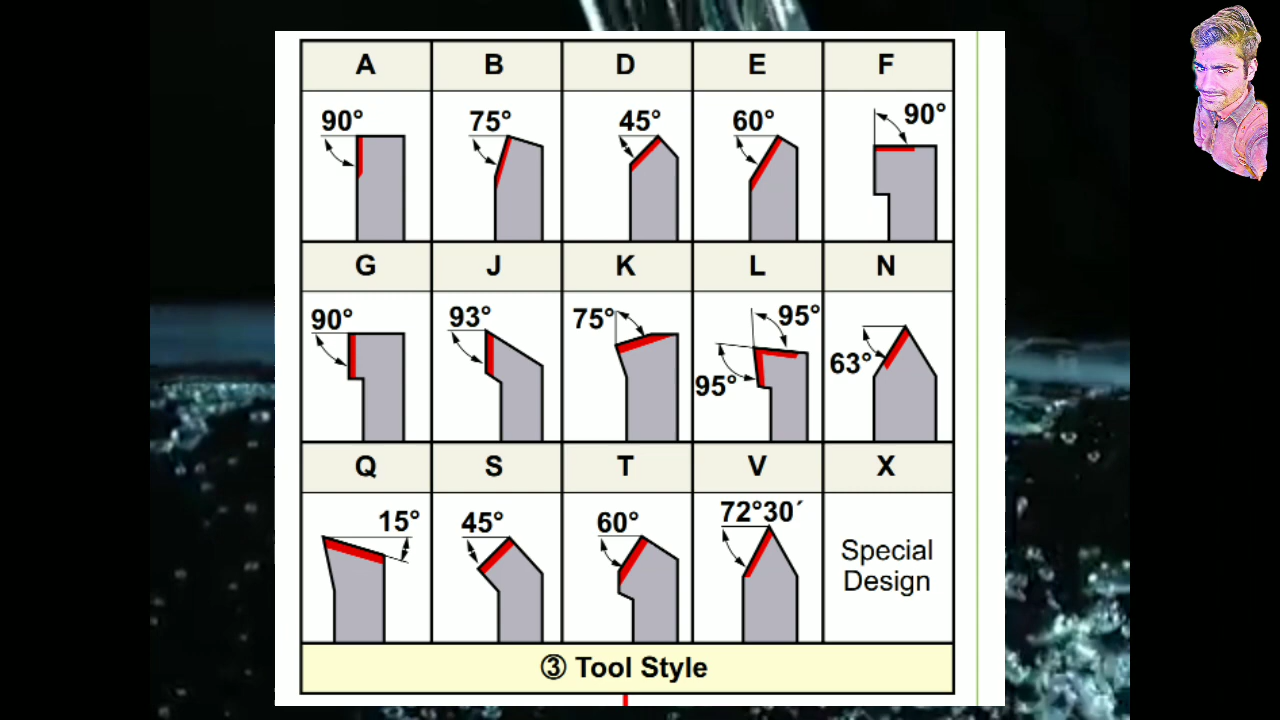 A B D E F
90° 75° 45° 60° 90°
G J K L N
90° 93° 75° 95° 95° 63°
Q S T V X
15° 45° 60° 72°30´ Special
Design
③ Tool Style